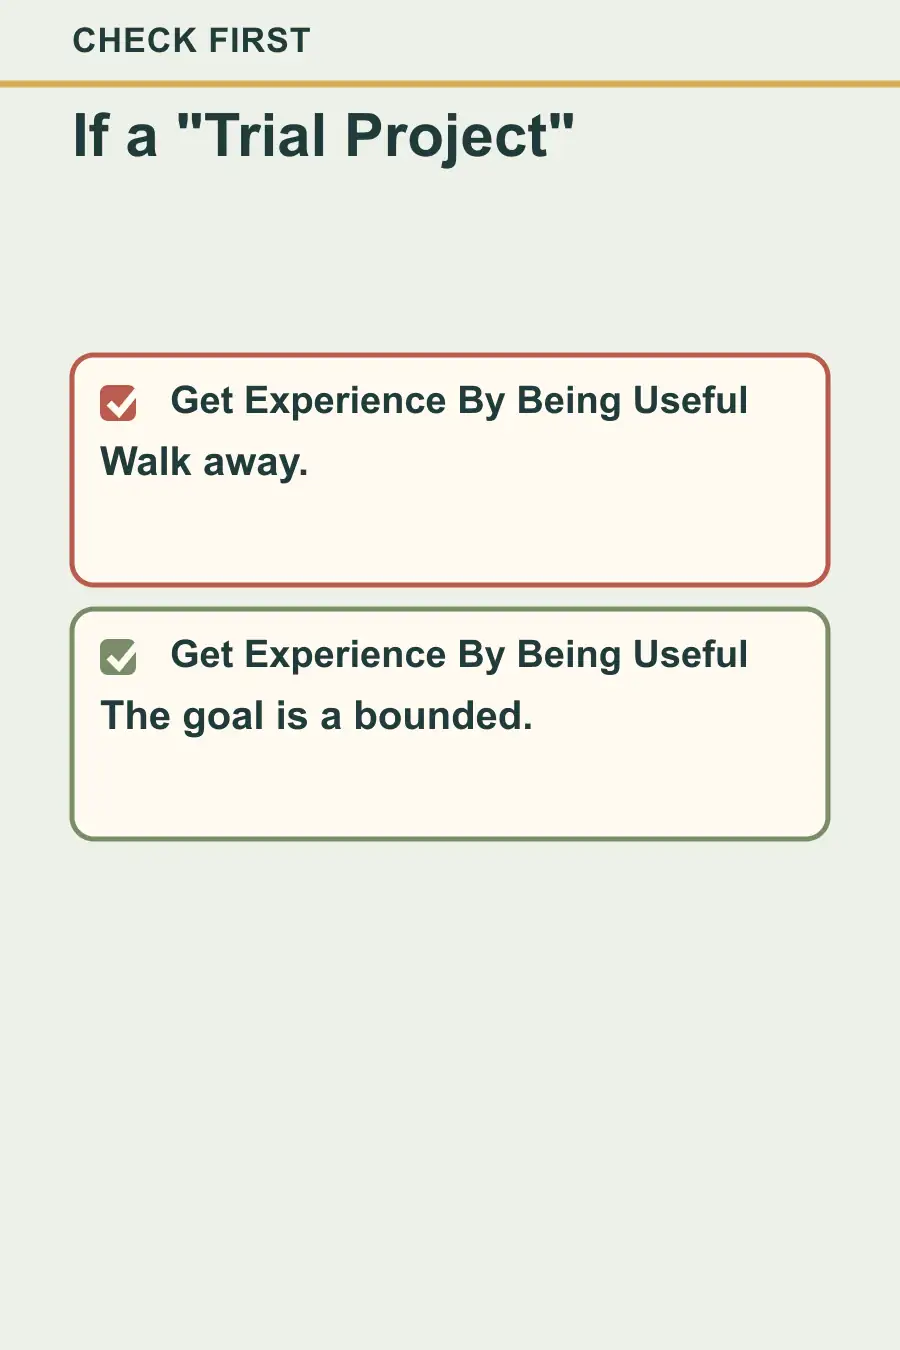 CHECK FIRST
If a "Trial Project"
Get Experience By Being Useful
Walk away.
Get Experience By Being Useful
The goal is a bounded.